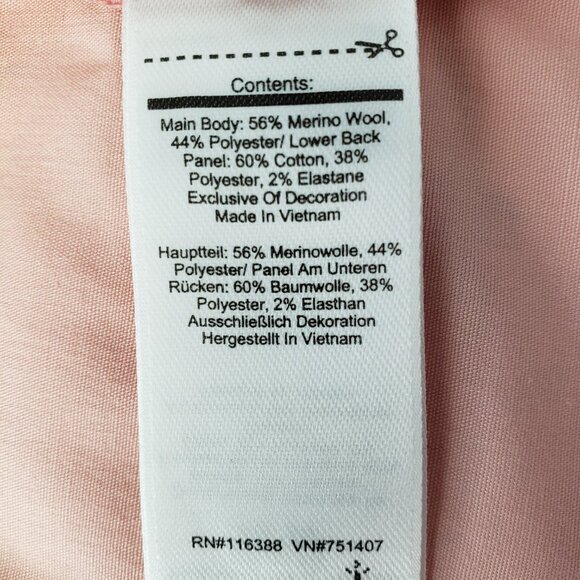 Contents:
Main Body: 56% Merino Wool,
44% Polyester/ Lower Back
Panel: 60% Cotton, 38%
Polyester, 2% Elastane
Exclusive Of Decoration
Made In Vietnam
Hauptteil: 56% Merinowolle, 44%
Polyester/ Panel Am Unteren
Rücken: 60% Baumwolle, 38%
Polyester, 2% Elasthan
Ausschließlich Dekoration
Hergestellt In Vietnam
RN#116388 VN#751407